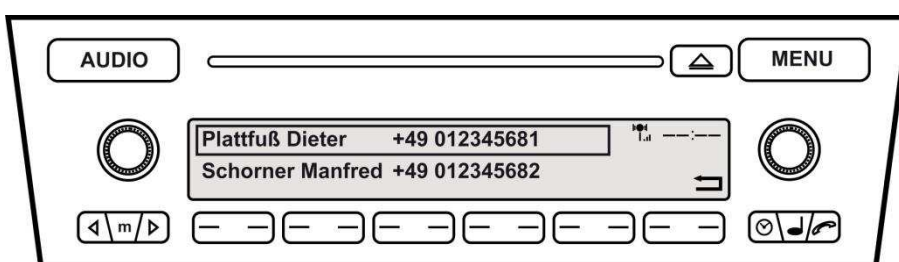 AUDIO
MENU
Plattfuß Dieter +49 012345681
--:--
Schorner Manfred +49 012345682
m